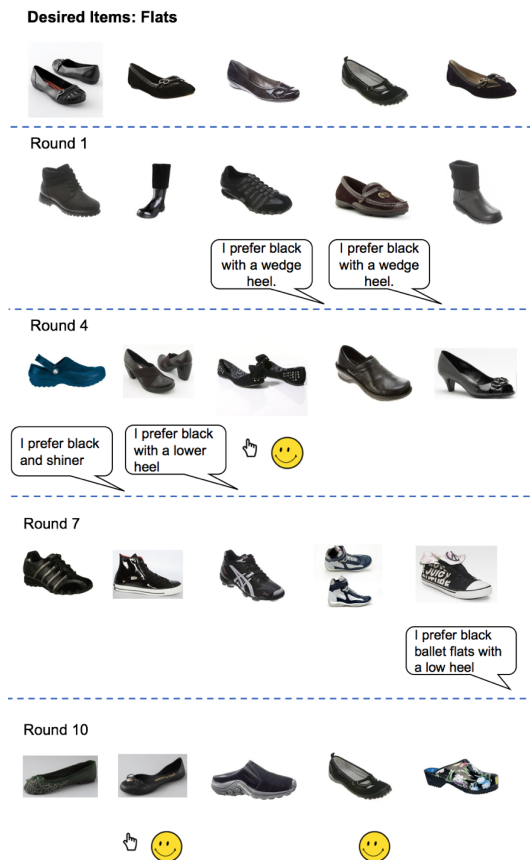 Desired Items: Flats
Round 1
I prefer black
with a wedge
heel.
I prefer black
with a wedge
heel.
Round 4
I prefer black
and shiner
I prefer black
with a lower
heel
Round 7
JUICY
I prefer black
ballet flats with
a low heel
Round 10